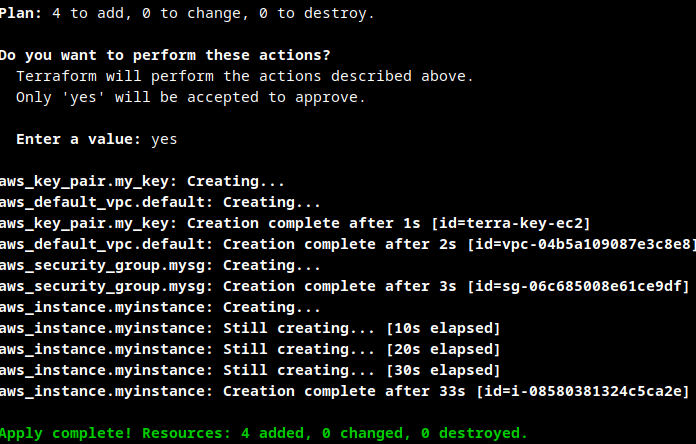 Plan: 4 to add, 0 to change, 0 to destroy.
Do you want to perform these actions?
Terraform will perform the actions described above.
Only 'yes' will be accepted to approve.
Enter a value: yes
aws_key_pair.my_key: Creating...
aws_default_vpc.default: Creating...
aws_key_pair.my_key: Creation complete after 1s [id=terra-key-ec2]
aws_default_vpc.default: Creation complete after 2s [id=vpc-04b5a109087e3c8e8]
aws_security_group.mysg: Creating...
aws_security_group.mysg: Creation complete after 3s [id=sg-06c685008e61ce9df]
aws_instance.myinstance: Creating...
aws_instance.myinstance: Still creating... [10s elapsed]
aws_instance.myinstance: Still creating... [20s elapsed]
aws_instance.myinstance: Still creating... [30s elapsed]
aws_instance.myinstance: Creation complete after 33s [id=i-08580381324c5ca2e]
Apply complete! Resources: 4 added, 0 changed, 0 destroyed.